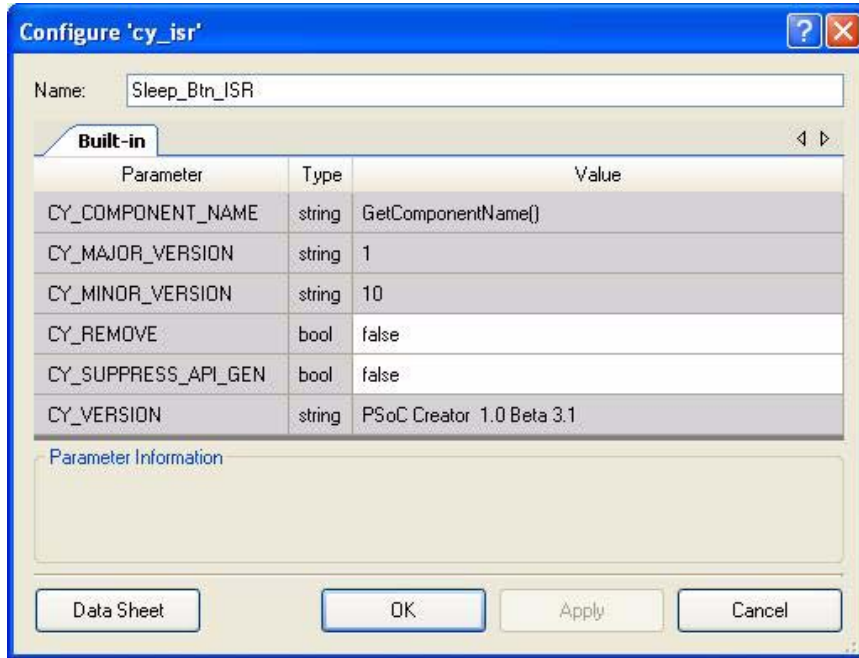 Configure 'cy_isr'
Name: Sleep_Btn_ISR
Built-in
Parameter Type Value
CY_COMPONENT_NAME string GetComponentName()
CY_MAJOR_VERSION string 1
CY_MINOR_VERSION string 10
CY_REMOVE bool false
CY_SUPPRESS_API_GEN bool false
CY_VERSION string PSoC Creator 1.0 Beta 3.1
Parameter Information
Data Sheet OK Apply Cancel